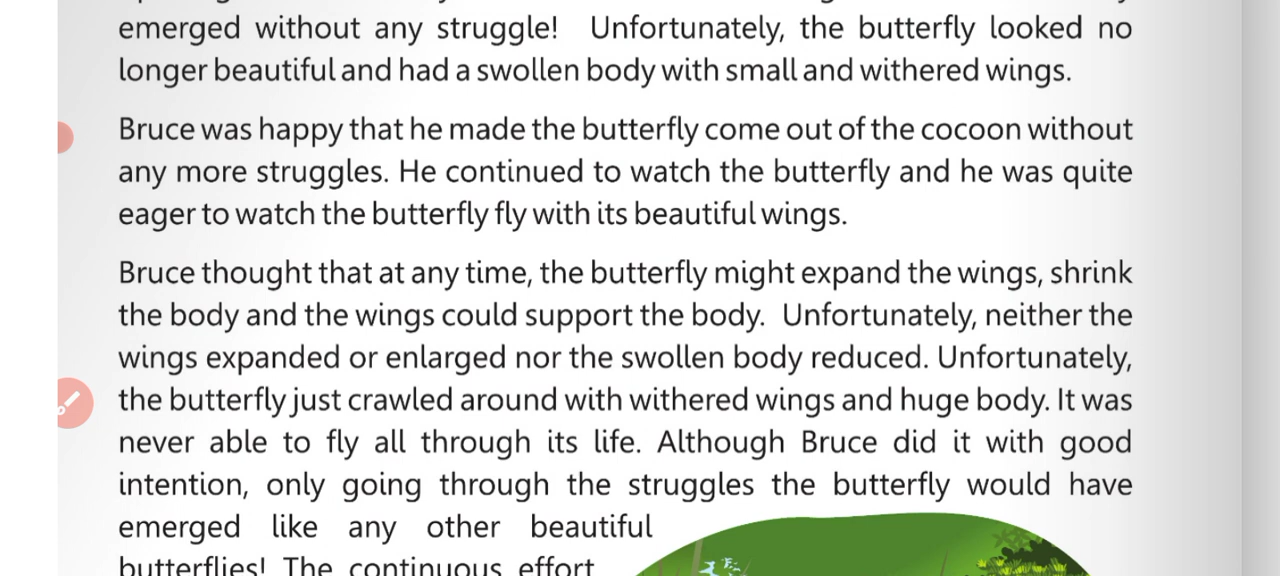 emerged without any struggle!  Unfortunately, the butterfly looked no
longer beautiful and had a swollen body with small and withered wings.
Bruce was happy that he made the butterfly come out of the cocoon without
any more struggles. He continued to watch the butterfly and he was quite
eager to watch the butterfly fly with its beautiful wings.
Bruce thought that at any time, the butterfly might expand the wings, shrink
the body and the wings could support the body.  Unfortunately, neither the
wings expanded or enlarged nor the swollen body reduced. Unfortunately,
the butterfly just crawled around with withered wings and huge body. It was
never able to fly all through its life. Although Bruce did it with good
intention, only going through the struggles the butterfly would have
emerged like any other beautiful
butterflies! The continuous effort